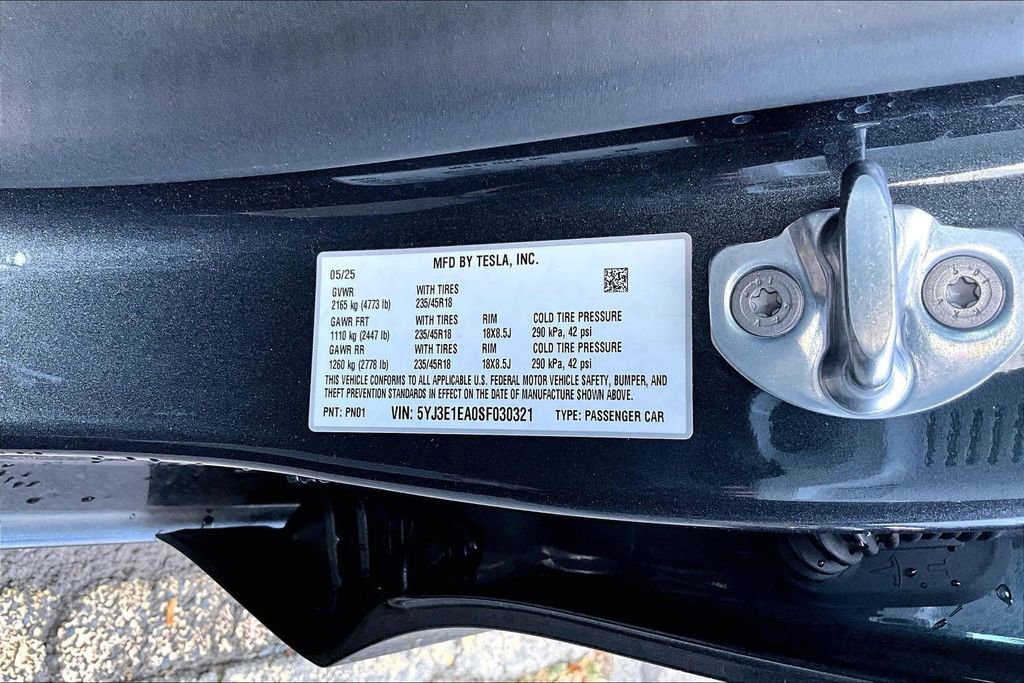 MFD BY TESLA, INC.
05/25
GVWR WITH TIRES
2165 kg (4773 lb) 235/45R18
GAWR FRT WITH TIRES RIM COLD TIRE PRESSURE
1110 kg (2447 lb) 235/45R18 18X8.5J 290 kPa, 42 psi
GAWR RR WITH TIRES RIM COLD TIRE PRESSURE
1260 kg (2778 lb) 235/45R18 18X8.5J 290 kPa, 42 psi
THIS VEHICLE CONFORMS TO ALL APPLICABLE U.S. FEDERAL MOTOR VEHICLE SAFETY, BUMPER, AND
THEFT PREVENTION STANDARDS IN EFFECT ON THE DATE OF MANUFACTURE SHOWN ABOVE.
PNT: PN01 VIN: 5YJ3E1EA0SF030321 TYPE: PASSENGER CAR